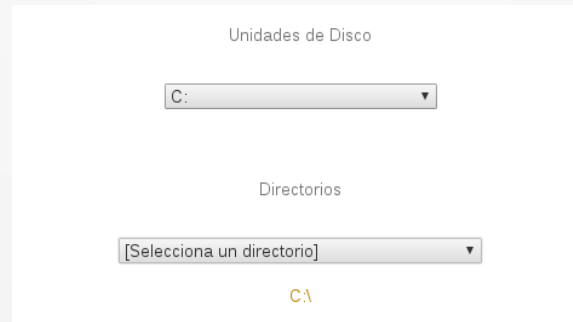 Unidades de Disco
C:
Directorios
[Selecciona un directorio]
C:\